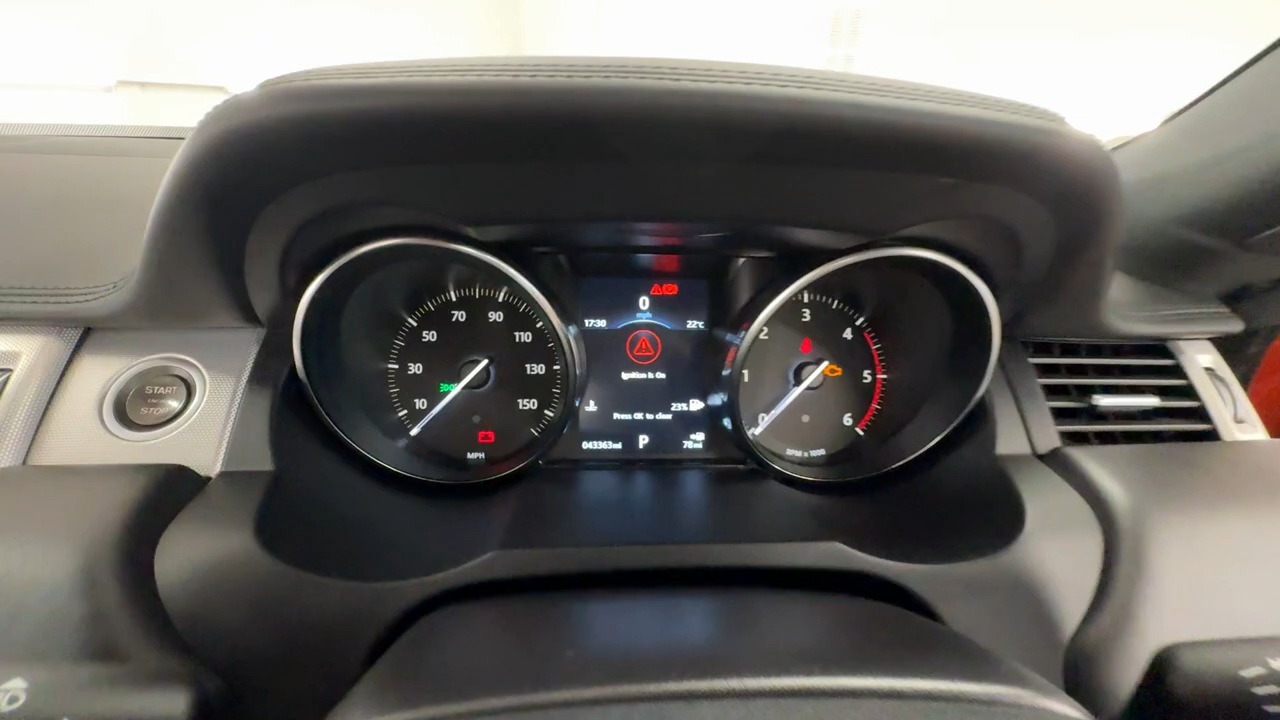 START
ENGINE
STOP
10
30
50
70
90
110
130
150
MPH
0
mph
17:30
22°C
Ignition is On
23%
Press OK to clear
043363mi
P
78mi
0
1
2
3
4
5
6
RPM x 1000